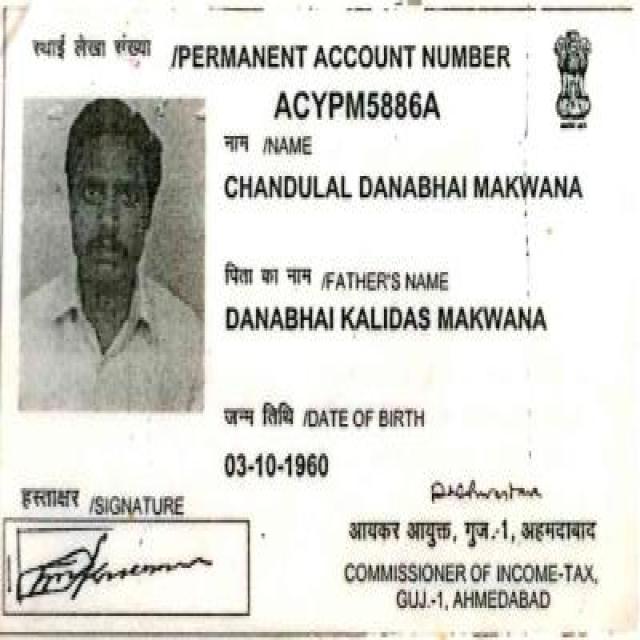 स्थाई लेखा संख्या /PERMANENT ACCOUNT NUMBER
ACYPM5886A
नाम /NAME
CHANDULAL DANABHAI MAKWANA
पिता का नाम /FATHER'S NAME
DANABHAI KALIDAS MAKWANA
जन्म तिथि /DATE OF BIRTH
03-10-1960
हस्ताक्षर /SIGNATURE
आयकर आयुक्त, गुज.-1, अहमदाबाद
COMMISSIONER OF INCOME-TAX,
GUJ.-1, AHMEDABAD